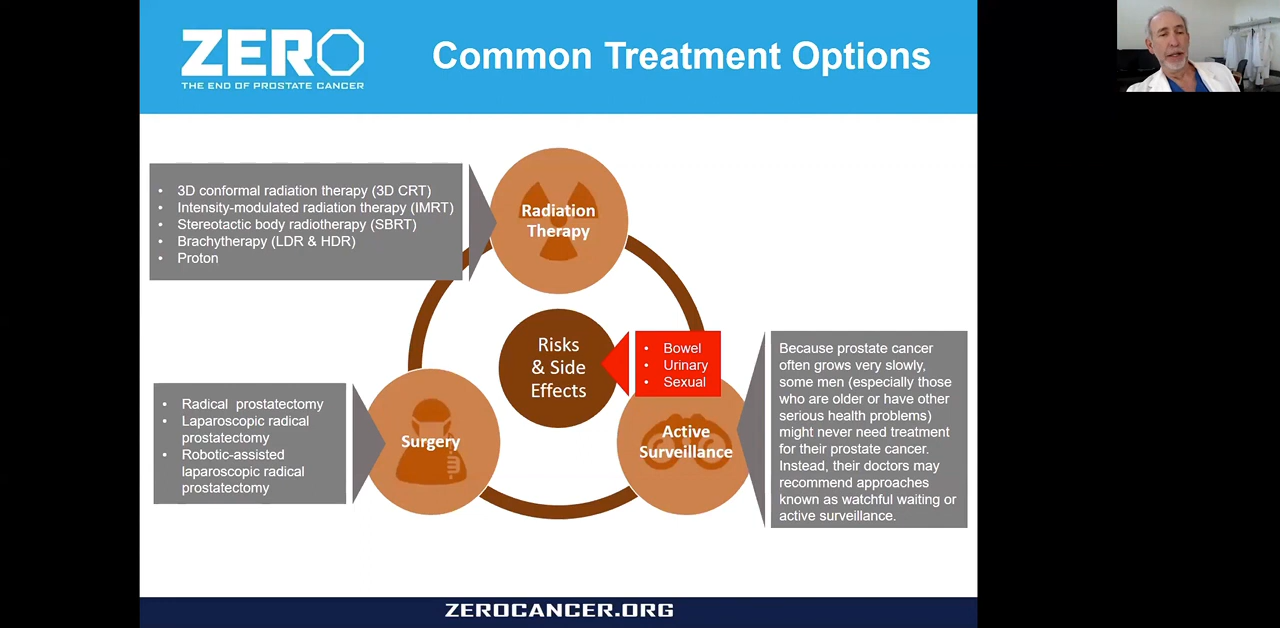 ZERO
THE END OF PROSTATE CANCER
Common Treatment Options
• 3D conformal radiation therapy (3D CRT)
• Intensity-modulated radiation therapy (IMRT)
• Stereotactic body radiotherapy (SBRT)
• Brachytherapy (LDR & HDR)
• Proton
Radiation
Therapy
Risks
& Side
Effects
• Bowel
• Urinary
• Sexual
• Radical prostatectomy
• Laparoscopic radical
prostatectomy
• Robotic-assisted
laparoscopic radical
prostatectomy
Surgery
Active
Surveillance
Because prostate cancer
often grows very slowly,
some men (especially those
who are older or have other
serious health problems)
might never need treatment
for their prostate cancer.
Instead, their doctors may
recommend approaches
known as watchful waiting or
active surveillance.
ZEROCANCER.ORG